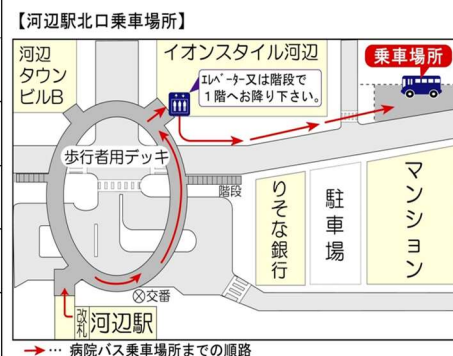 【河辺駅北口乗車場所】
河辺
タウン
ビルB
イオンスタイル河辺
乗車場所
エレベーター又は階段で
1階へお降り下さい。
歩行者用デッキ
階段
りそな銀行
駐車場
マンション
交番
改札
河辺駅
→… 病院バス乗車場所までの順路